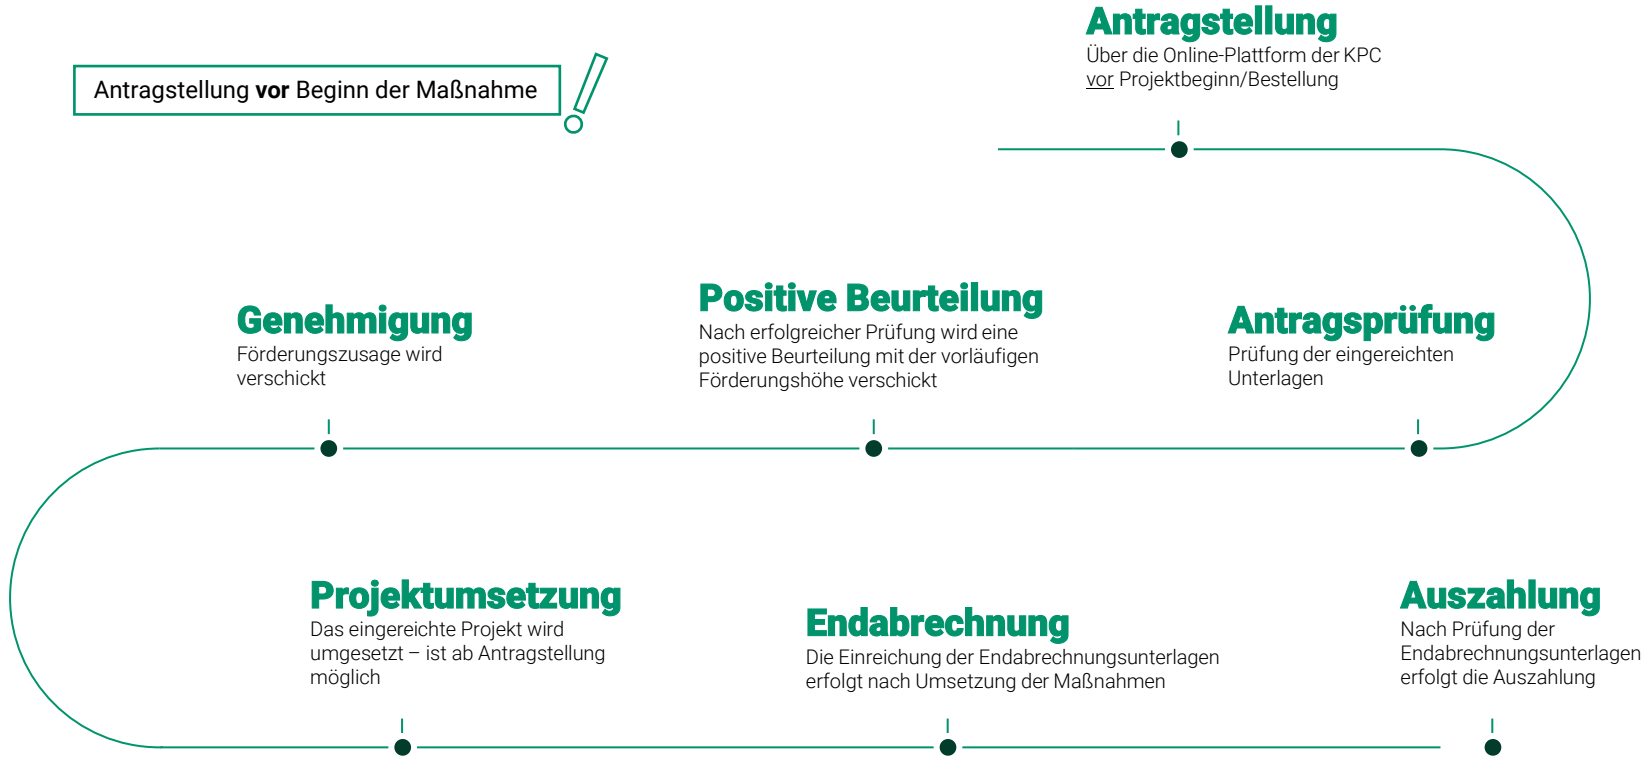 Antragstellung vor Beginn der Maßnahme
Antragstellung
Über die Online-Plattform der KPC
vor Projektbeginn/Bestellung
Antragsprüfung
Prüfung der eingereichten
Unterlagen
Positive Beurteilung
Nach erfolgreicher Prüfung wird eine
positive Beurteilung mit der vorläufigen
Förderungshöhe verschickt
Genehmigung
Förderungszusage wird
verschickt
Projektumsetzung
Das eingereichte Projekt wird
umgesetzt – ist ab Antragstellung
möglich
Endabrechnung
Die Einreichung der Endabrechnungsunterlagen
erfolgt nach Umsetzung der Maßnahmen
Auszahlung
Nach Prüfung der
Endabrechnungsunterlagen
erfolgt die Auszahlung